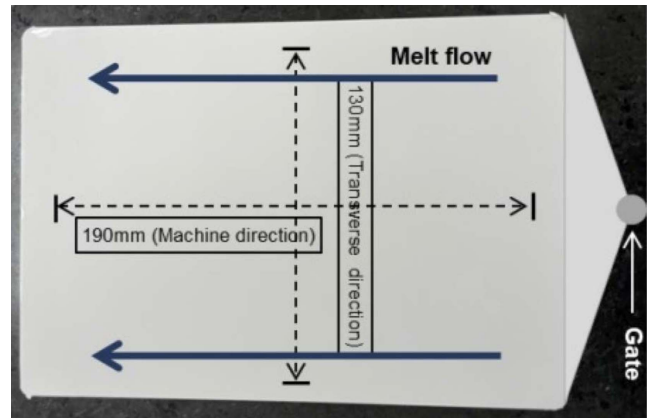 Melt flow
130mm (Transverse direction)
190mm (Machine direction)
Gate